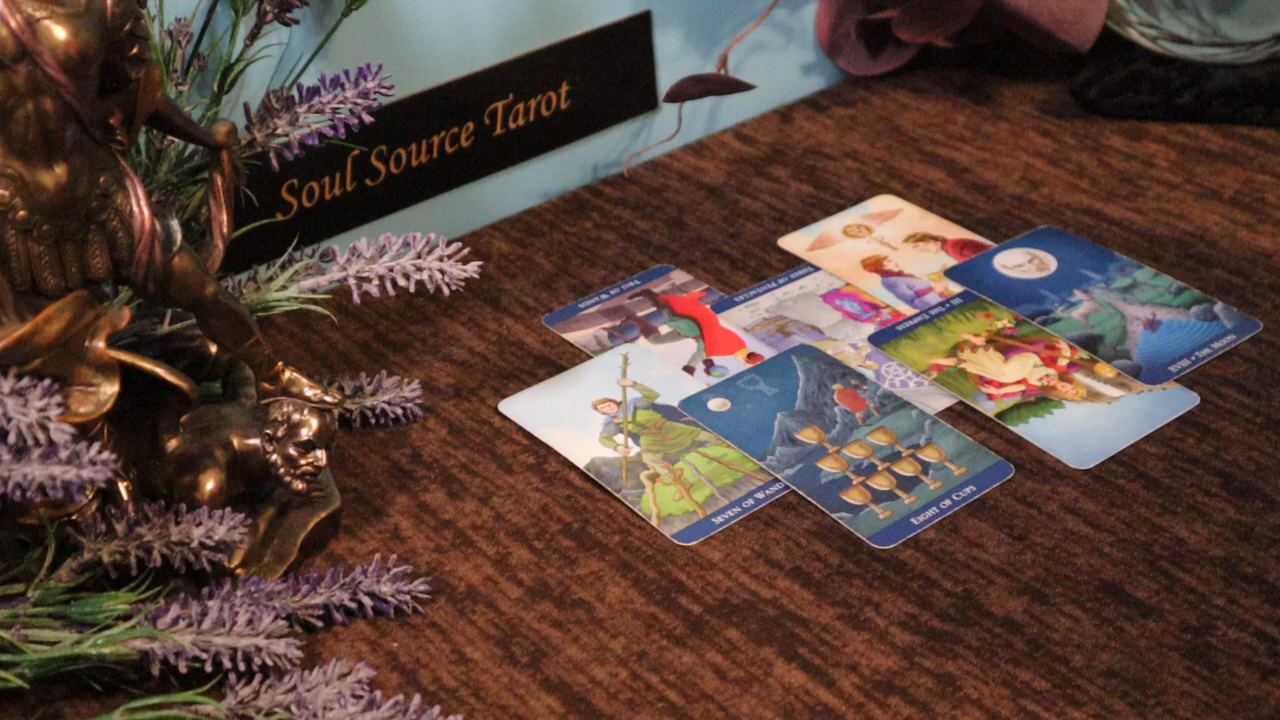 Soul Source Tarot
TWO OF WANDS
THREE OF PENTACLES
III • THE EMPRESS
XVIII • THE MOON
SEVEN OF WANDS
EIGHT OF CUPS